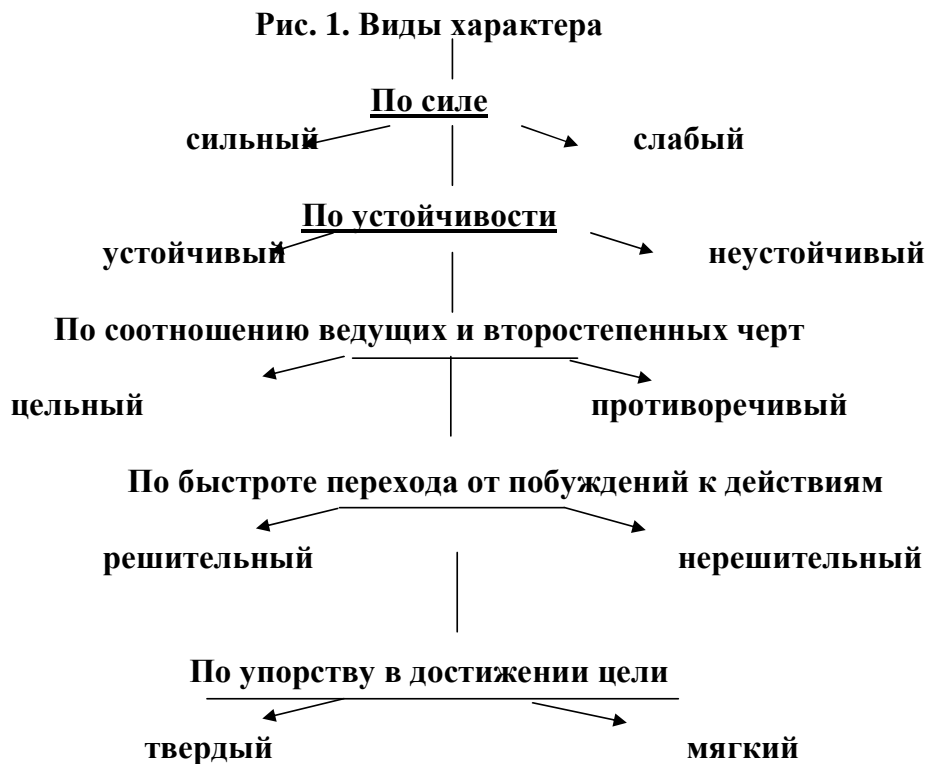 Рис. 1. Виды характера
По силе
сильный слабый
По устойчивости
устойчивый неустойчивый
По соотношению ведущих и второстепенных черт
цельный противоречивый
По быстроте перехода от побуждений к действиям
решительный нерешительный
По упорству в достижении цели
твердый мягкий